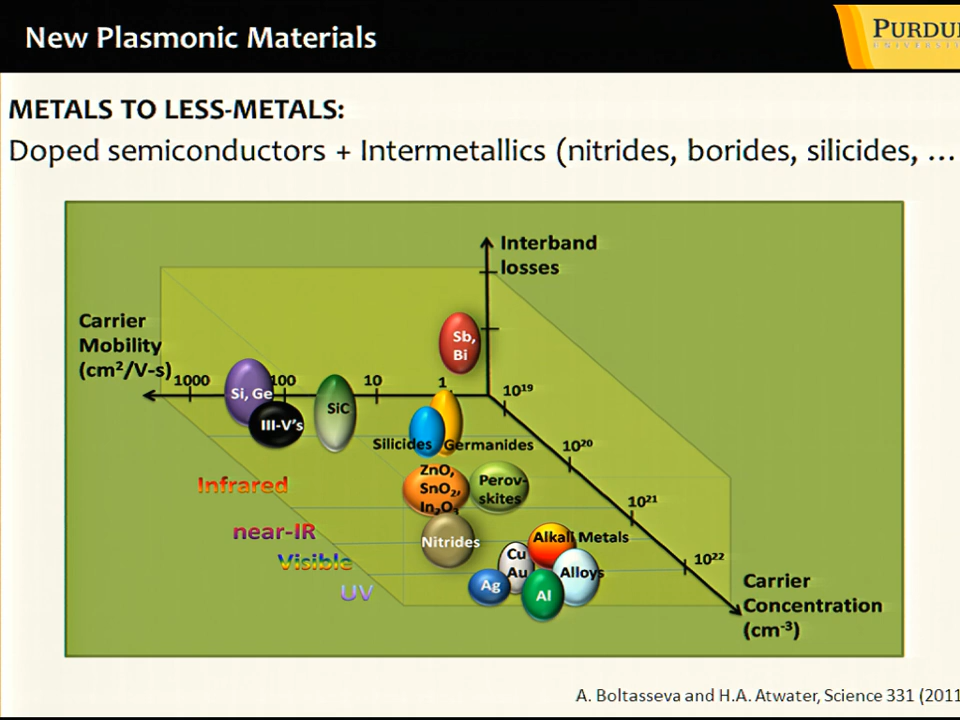 New Plasmonic Materials
PURDU
UNIVERSITY
METALS TO LESS-METALS:
Doped semiconductors + Intermetallics (nitrides, borides, silicides, …
Interband
losses
Carrier
Mobility
(cm²/V-s)
1000
100
10
1
Sb,
Bi
Si, Ge
III-V's
SiC
10¹⁹
Silicides
Germanides
10²⁰
ZnO,
SnO₂,
In₂O₃
Perov-
skites
10²¹
Infrared
near-IR
Visible
UV
Nitrides
Alkali Metals
Cu
Au
Alloys
Ag
Al
10²²
Carrier
Concentration
(cm⁻³)
A. Boltasseva and H.A. Atwater, Science 331 (2011